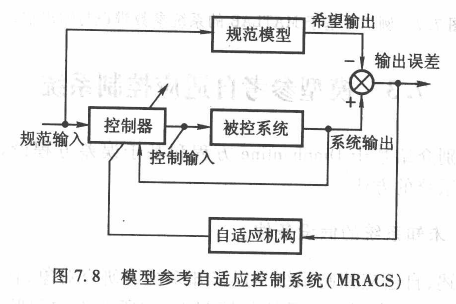 希望输出
规范模型
−
输出误差
+
控制器
被控系统
规范输入
控制输入
系统输出
自适应机构
图 7.8 模型参考自适应控制系统(MRACS)